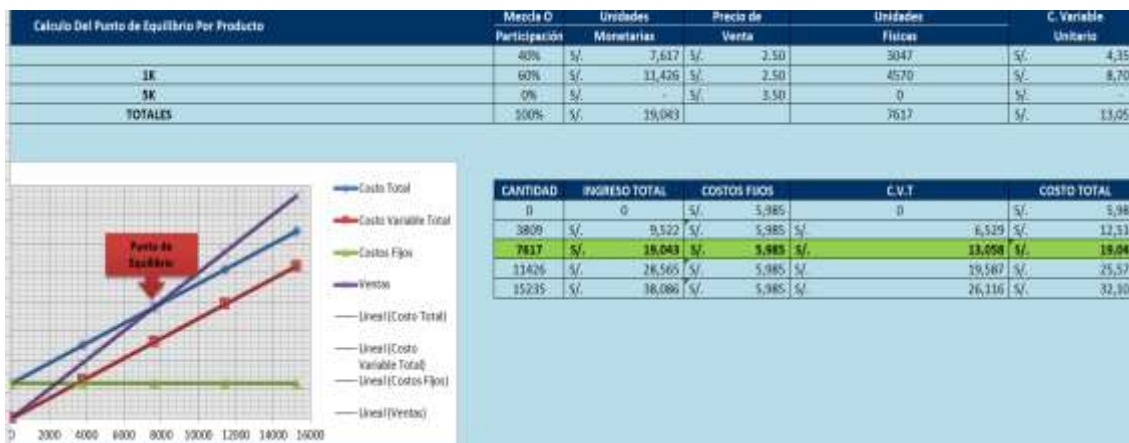 Calculo Del Punto de Equilibrio Por Producto
Mezcla O Participación
Unidades Monetarias
Precio de Venta
Unidades Fisicas
C. Variable Unitario
40% S/. 7,617 S/. 2.50 3047 S/. 4,35
1K 60% S/. 11,426 S/. 2.50 4570 S/. 8,70
5K 0% S/. - S/. 3.50 0 S/. -
TOTALES 100% S/. 19,043 7617 S/. 13,05
Punto de
Equilibrio
Costo Total
Costo Variable Total
Costos Fijos
Ventas
Lineal (Costo Total)
Lineal (Costo
Variable Total)
Lineal (Costos Fijos)
Lineal (Ventas)
0 2000 4000 6000 8000 10000 12000 14000 16000
CANTIDAD INGRESO TOTAL COSTOS FIJOS C.V.T COSTO TOTAL
0 0 S/. 5,985 0 S/. 5,98
3809 S/. 9,522 S/. 5,985 S/. 6,529 S/. 12,51
7617 S/. 19,043 S/. 5,985 S/. 13,058 S/. 19,04
11426 S/. 28,565 S/. 5,985 S/. 19,587 S/. 25,57
15235 S/. 38,086 S/. 5,985 S/. 26,116 S/. 32,10